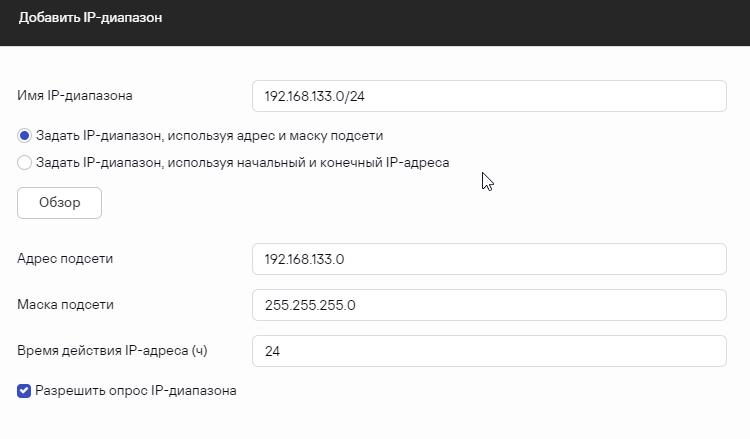 Добавить IP-диапазон
Имя IP-диапазона 192.168.133.0/24
Задать IP-диапазон, используя адрес и маску подсети
Задать IP-диапазон, используя начальный и конечный IP-адреса
Обзор
Адрес подсети 192.168.133.0
Маска подсети 255.255.255.0
Время действия IP-адреса (ч) 24
Разрешить опрос IP-диапазона